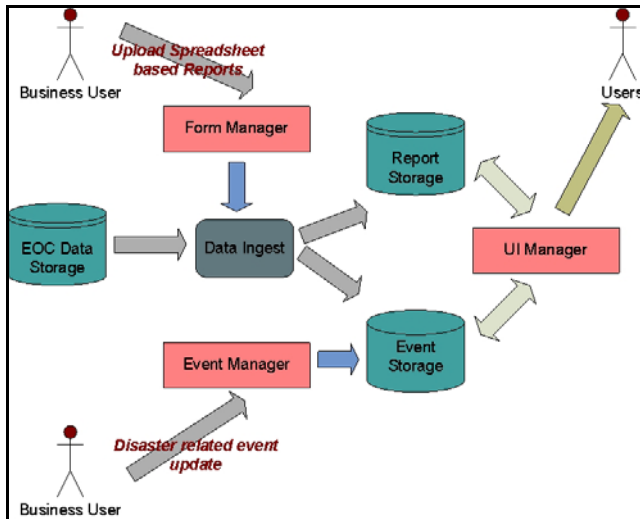 Upload Spreadsheet
based Reports
Business User
Users
Form Manager
Report
Storage
EOC Data
Storage
Data Ingest
UI Manager
Event Manager
Event
Storage
Disaster related event
update
Business User